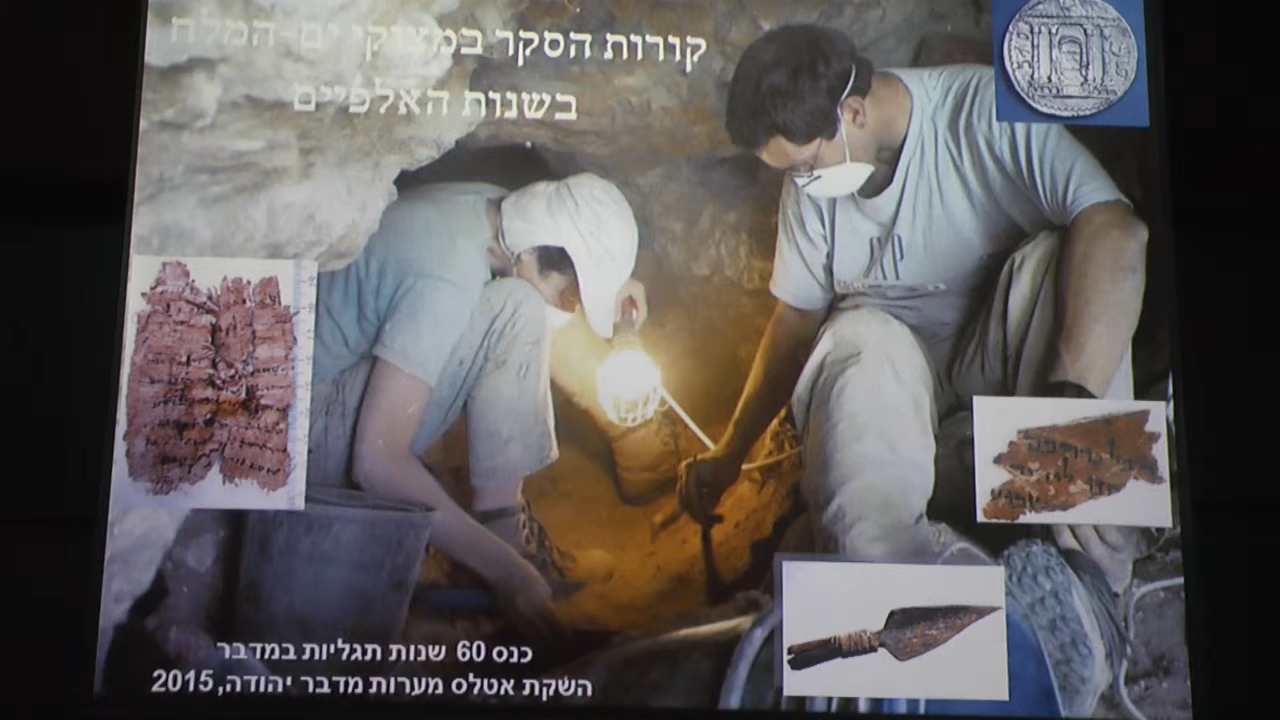 קורות הסקר במצוקי ים-המלח
בשנות האלפיים
כנס 60 שנות תגליות במדבר
השקת אטלס מערות מדבר יהודה, 2015